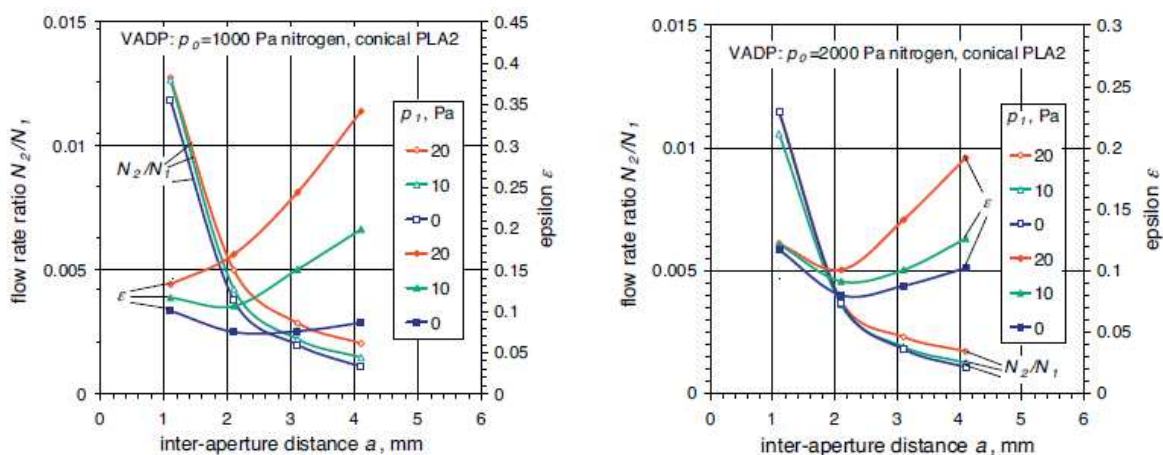 VADP: p₀=1000 Pa nitrogen, conical PLA2
flow rate ratio N₂/N₁
0.015
0.01
0.005
0
epsilon ε
0.45
0.4
0.35
0.3
0.25
0.2
0.15
0.1
0.05
0
N₂/N₁
ε
p₁, Pa
20
10
0
20
10
0
0 1 2 3 4 5 6
inter-aperture distance a, mm
VADP: p₀=2000 Pa nitrogen, conical PLA2
flow rate ratio N₂/N₁
0.015
0.01
0.005
0
epsilon ε
0.3
0.25
0.2
0.15
0.1
0.05
0
p₁, Pa
20
10
0
20
10
0
ε
N₂/N₁
0 1 2 3 4 5 6
inter-aperture distance a, mm